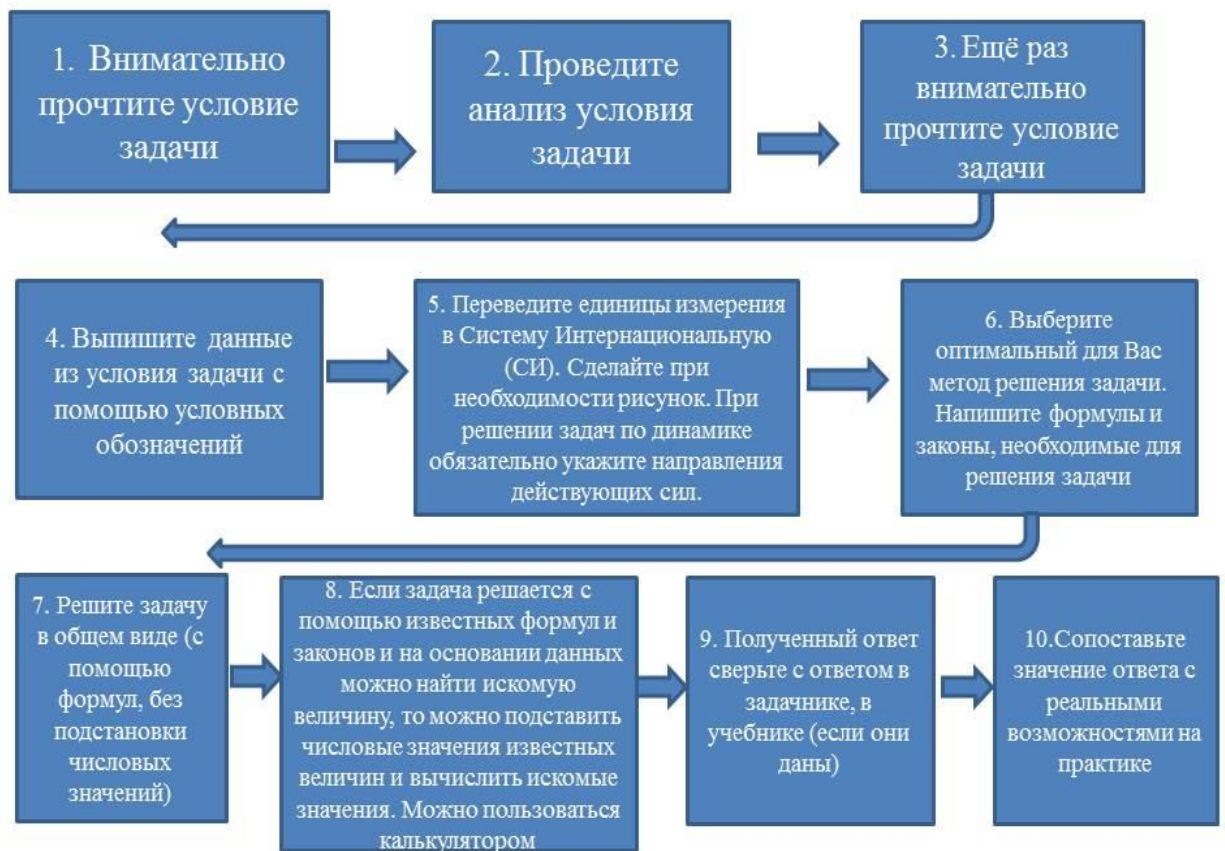 1. Внимательно
прочтите условие
задачи
2. Проведите
анализ условия
задачи
3. Ещё раз
внимательно
прочтите условие
задачи
4. Выпишите данные
из условия задачи с
помощью условных
обозначений
5. Переведите единицы измерения
в Систему Интернациональную
(СИ). Сделайте при
необходимости рисунок. При
решении задач по динамике
обязательно укажите направления
действующих сил.
6. Выберите
оптимальный для Вас
метод решения задачи.
Напишите формулы и
законы, необходимые для
решения задачи
7. Решите задачу
в общем виде (с
помощью
формул, без
подстановки
числовых
значений)
8. Если задача решается с
помощью известных формул и
законов и на основании данных
можно найти искомую
величину, то можно подставить
числовые значения известных
величин и вычислить искомые
значения. Можно пользоваться
калькулятором
9. Полученный ответ
сверьте с ответом в
задачнике, в
учебнике (если они
даны)
10.Сопоставьте
значение ответа с
реальными
возможностями на
практике